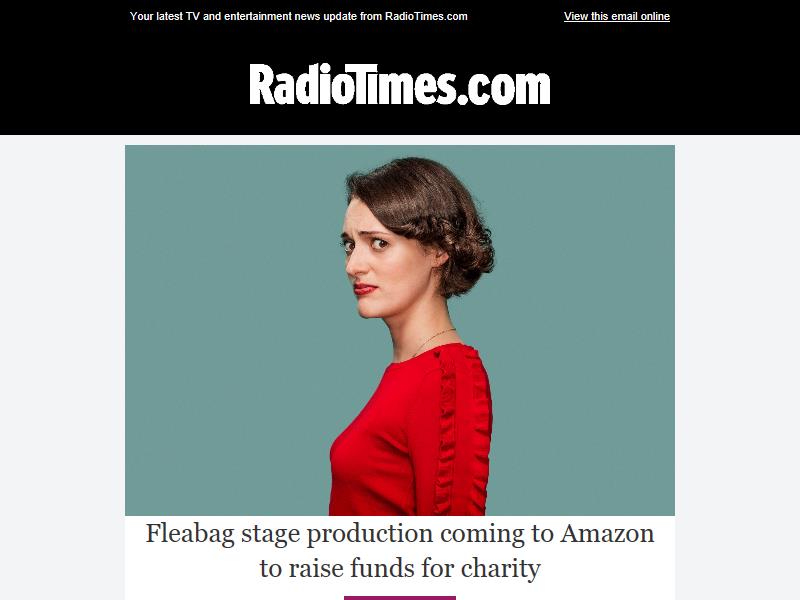 Your latest TV and entertainment news update from RadioTimes.com
View this email online
RadioTimes.com
Fleabag stage production coming to Amazon
to raise funds for charity